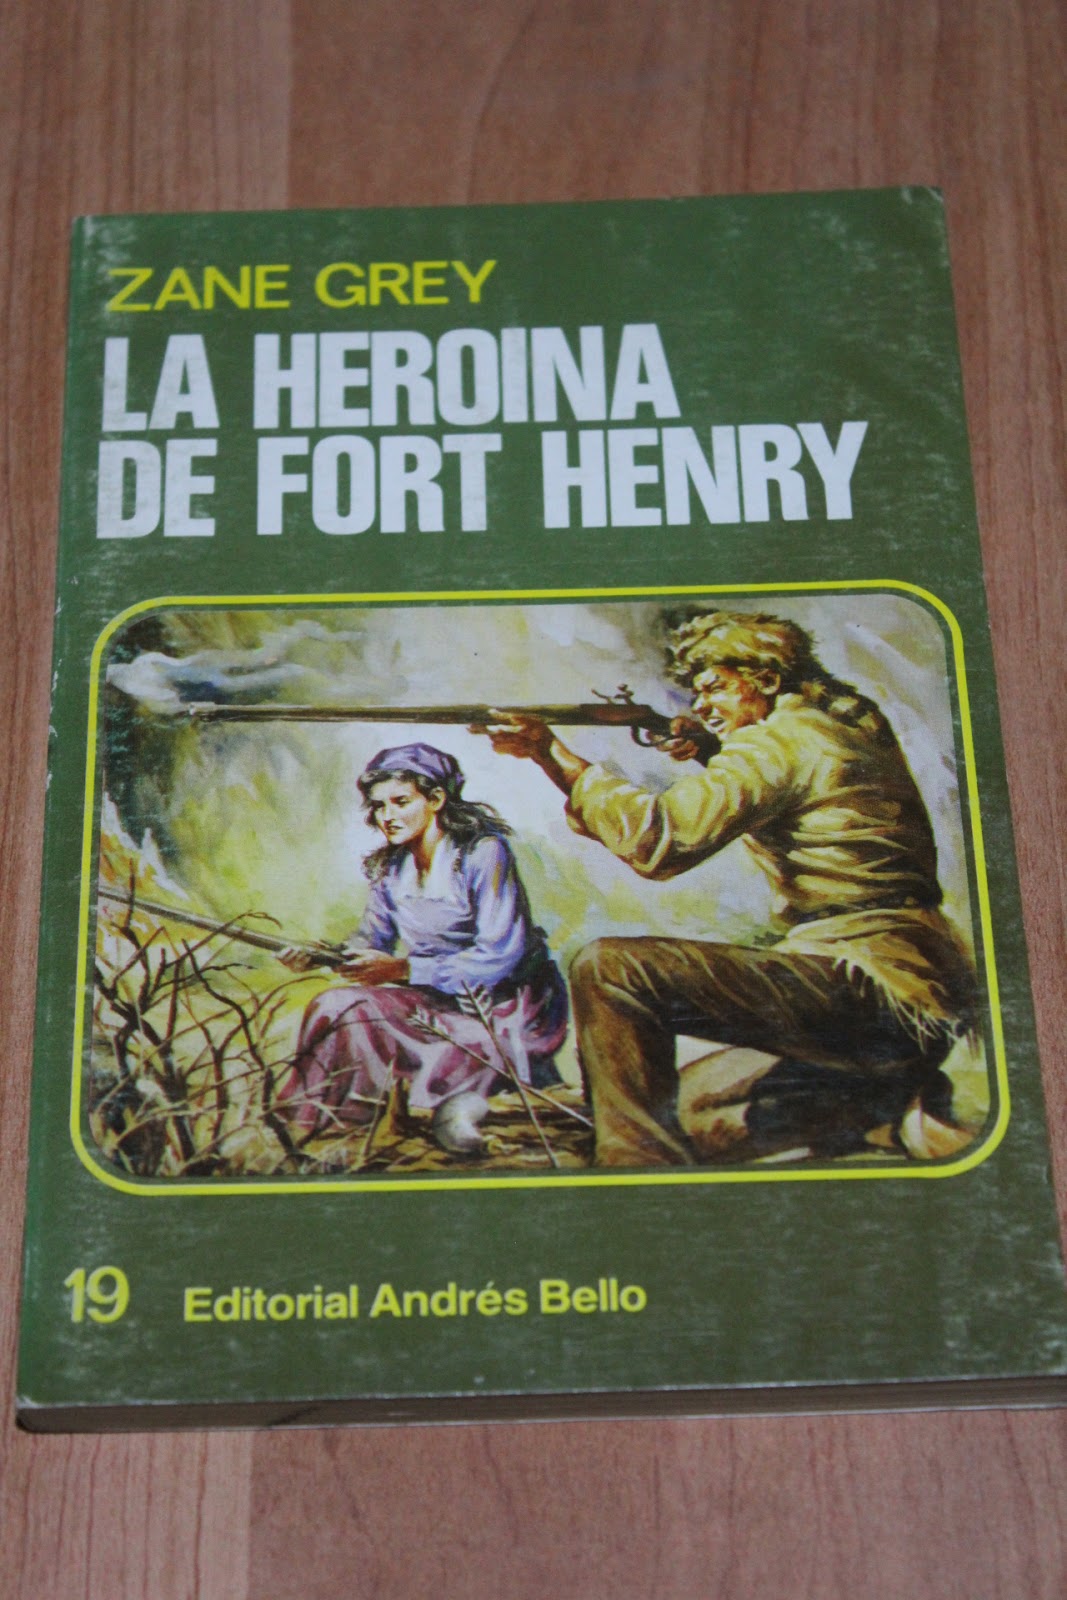 ZANE GREY
LA HEROINA
DE FORT HENRY
19 Editorial Andrés Bello